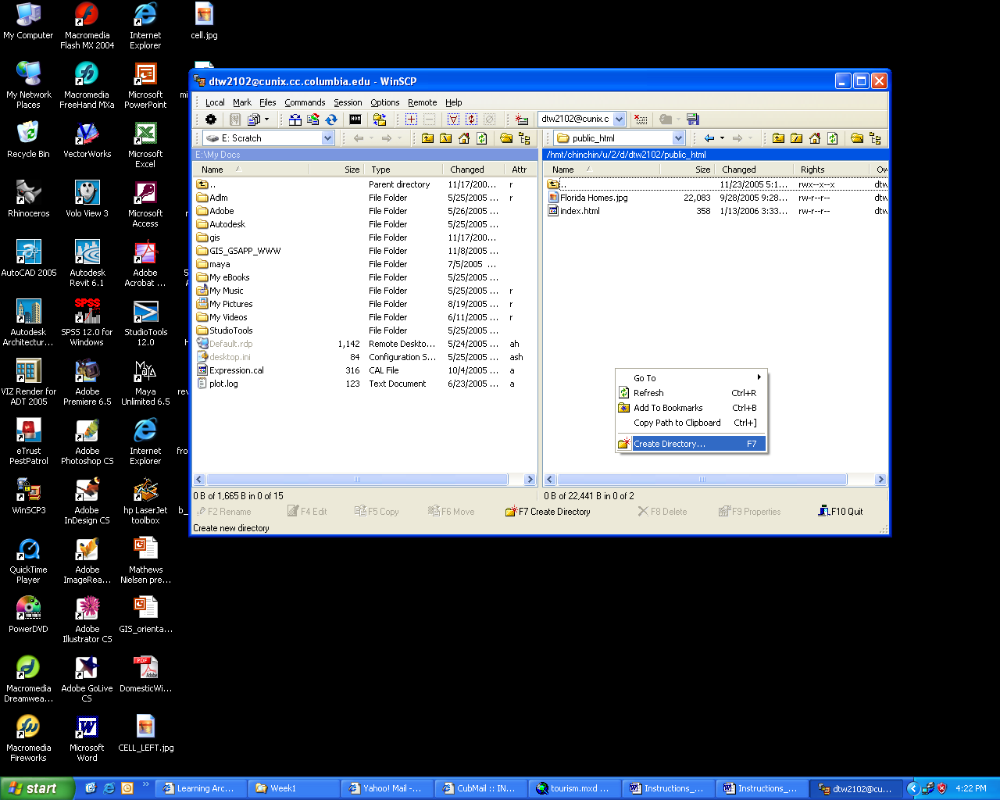 My Computer
Macromedia
Flash MX 2004
Internet
Explorer
cell.jpg
My Network
Places
Macromedia
FreeHand MXa
Microsoft
PowerPoint
mi
Recycle Bin
VectorWorks
Microsoft
Excel
Rhinoceros
Volo View 3
Microsoft
Access
AutoCAD 2005
Autodesk
Revit 6.1
Adobe
Acrobat ...
5
A
Autodesk
Architectur...
SPSS
SPSS 12.0 for
Windows
StudioTools
12.0
H
VIZ Render for
ADT 2005
Adobe
Premiere 6.5
Maya
Unlimited 6.5
rev
eTrust
PestPatrol
Adobe
Photoshop CS
Internet
Explorer
fro
WinSCP3
Adobe
InDesign CS
hp LaserJet
toolbox
b_
QuickTime
Player
Adobe
ImageRea...
Mathews
Nielsen pre...
PowerDVD
Adobe
Illustrator CS
GIS_orienta...
Macromedia
Dreamwea...
Adobe GoLive
CS
PDF
Adobe
DomesticWi...
Macromedia
Fireworks
Microsoft
Word
CELL_LEFT.jpg
dtw2102@cunix.cc.columbia.edu - WinSCP
Local Mark Files Commands Session Options Remote Help
dtw2102@cunix.c
E: Scratch
public_html
E:\My Docs
/hmt/chinchin/u/2/d/dtw2102/public_html
Name Size Type Changed Attr
.. Parent directory 11/17/200... r
Adlm File Folder 5/25/2005 ... r
Adobe File Folder 5/26/2005 ...
Autodesk File Folder 5/25/2005 ...
gis File Folder 11/17/200...
GIS_GSAPP_WWW File Folder 11/8/2005 ...
maya File Folder 7/5/2005 ...
My eBooks File Folder 5/25/2005 ...
My Music File Folder 5/25/2005 ... r
My Pictures File Folder 8/19/2005 ... r
My Videos File Folder 6/11/2005 ... r
StudioTools File Folder 5/25/2005 ...
Default.rdp 1,142 Remote Deskto... 5/24/2005 ... ah
desktop.ini 84 Configuration S... 5/25/2005 ... ash
Expression.cal 316 CAL File 10/4/2005 ... a
plot.log 123 Text Document 6/23/2005 ... a
Name Size Changed Rights Ow
.. 11/23/2005 5:1... rwx--x--x dtw
Florida Homes.jpg 22,083 9/28/2005 9:28... rw-r--r-- dtw
index.html 358 1/13/2006 3:33... rw-r--r-- dtw
Go To
Refresh Ctrl+R
Add To Bookmarks Ctrl+B
Copy Path to Clipboard Ctrl+]
Create Directory... F7
0 B of 1,665 B in 0 of 15
0 B of 22,441 B in 0 of 2
F2 Rename F4 Edit F5 Copy F6 Move F7 Create Directory F8 Delete F9 Properties F10 Quit
Create new directory
start
Learning Arc...
Week1
Yahoo! Mail -...
CubMail :: IN...
tourism.mxd ...
Instructions_...
Instructions_...
dtw2102@cu...
4:22 PM